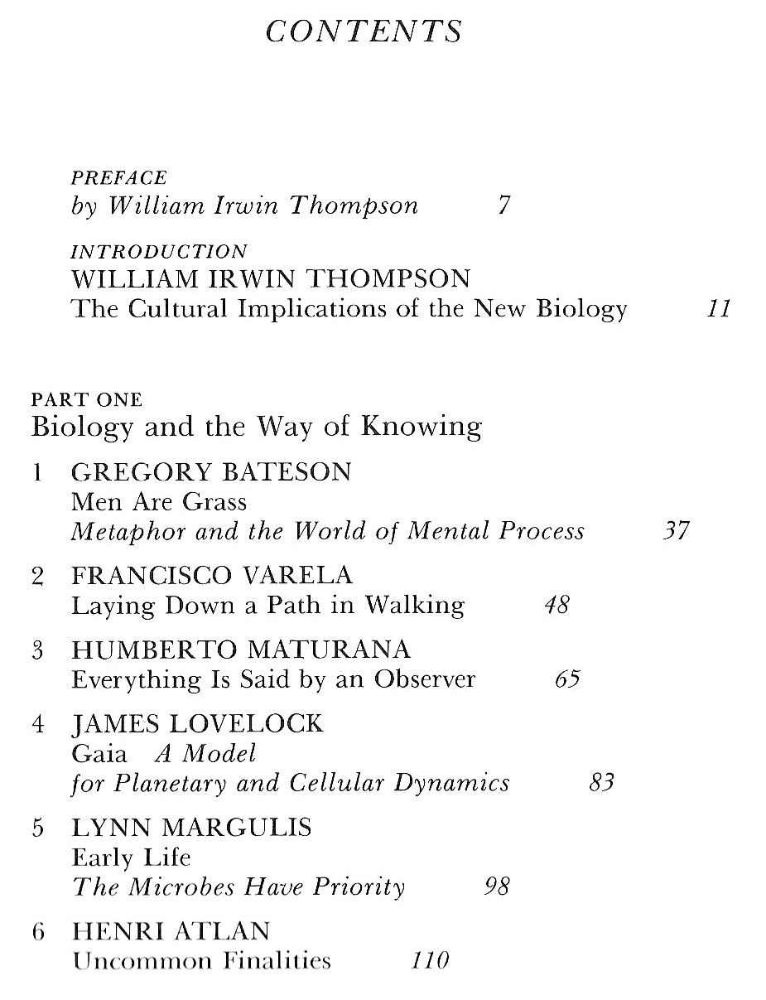 CONTENTS
PREFACE
by William Irwin Thompson 7
INTRODUCTION
WILLIAM IRWIN THOMPSON
The Cultural Implications of the New Biology 11
PART ONE
Biology and the Way of Knowing
1 GREGORY BATESON
Men Are Grass
Metaphor and the World of Mental Process 37
2 FRANCISCO VARELA
Laying Down a Path in Walking 48
3 HUMBERTO MATURANA
Everything Is Said by an Observer 65
4 JAMES LOVELOCK
Gaia A Model
for Planetary and Cellular Dynamics 83
5 LYNN MARGULIS
Early Life
The Microbes Have Priority 98
6 HENRI ATLAN
Uncommon Finalities 110